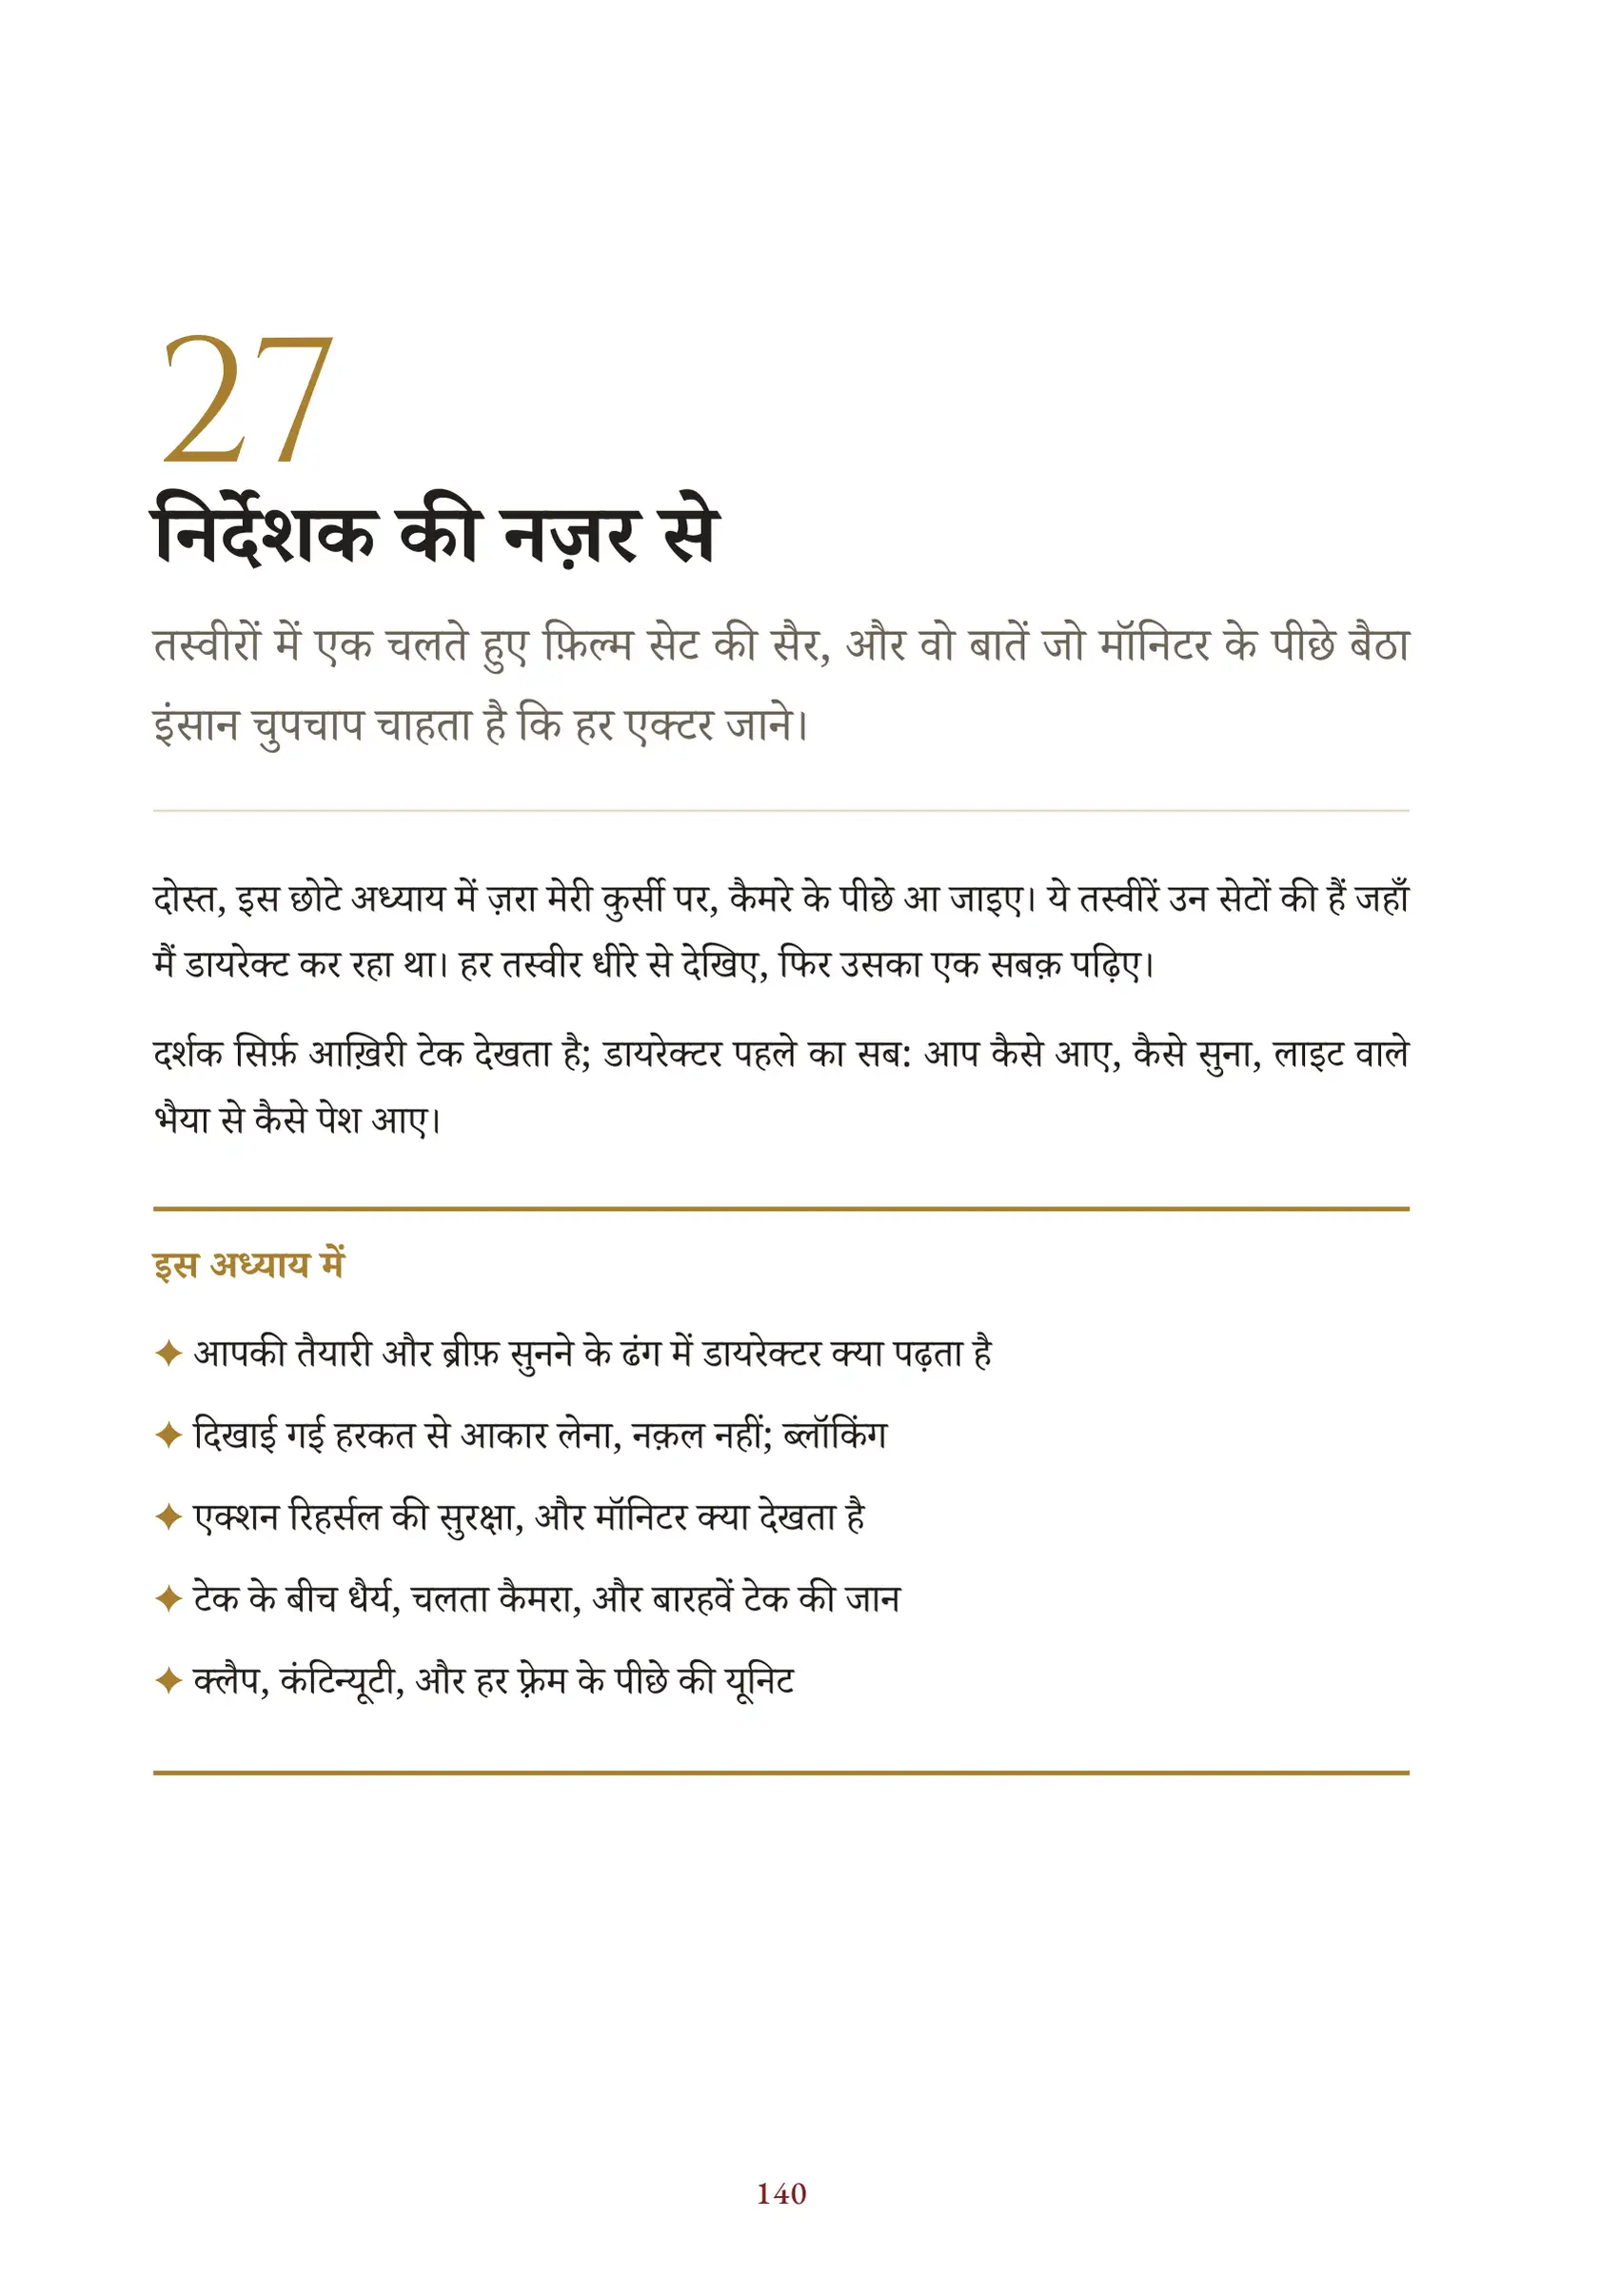 27
निर्देशक की नज़र से
तस्वीरों में एक चलते हुए फ़िल्म सेट की सैर, और वो बातें जो मॉनिटर के पीछे बैठा
इंसान चुपचाप चाहता है कि हर एक्टर जाने।
दोस्त, इस छोटे अध्याय में ज़रा मेरी कुर्सी पर, कैमरे के पीछे आ जाइए। ये तस्वीरें उन सेटों की हैं जहाँ
मैं डायरेक्ट कर रहा था। हर तस्वीर धीरे से देखिए, फिर उसका एक सबक़ पढ़िए।
दर्शक सिर्फ़ आख़िरी टेक देखता है; डायरेक्टर पहले का सब: आप कैसे आए, कैसे सुना, लाइट वाले
भैया से कैसे पेश आए।
इस अध्याय में
✦ आपकी तैयारी और ब्रीफ़ सुनने के ढंग में डायरेक्टर क्या पढ़ता है
✦ दिखाई गई हरकत से आकार लेना, नक़ल नहीं; ब्लॉकिंग
✦ एक्शन रिहर्सल की सुरक्षा, और मॉनिटर क्या देखता है
✦ टेक के बीच धैर्य, चलता कैमरा, और बारहवें टेक की जान
✦ क्लैप, कंटिन्यूटी, और हर फ़्रेम के पीछे की यूनिट
140